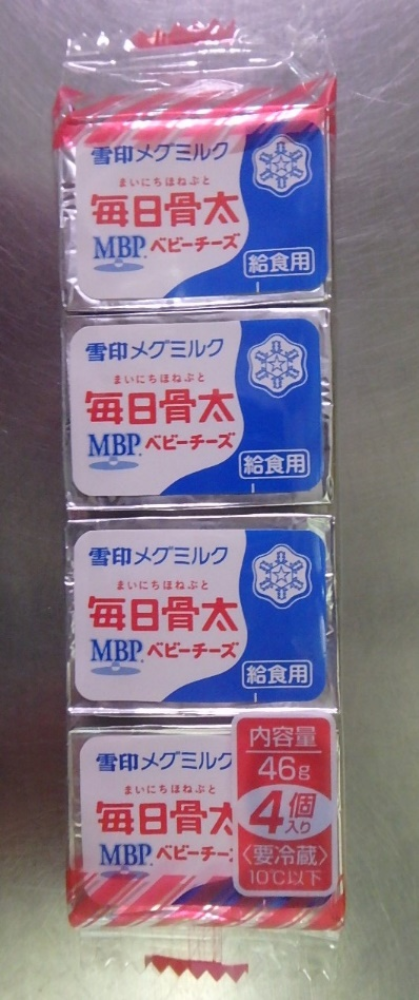 雪印メグミルク
まいにちほねぶと
毎日骨太
MBP® ベビーチーズ
給食用
雪印メグミルク
まいにちほねぶと
毎日骨太
MBP® ベビーチーズ
給食用
雪印メグミルク
まいにちほねぶと
毎日骨太
MBP® ベビーチーズ
給食用
雪印メグミルク
まいにちほねぶと
毎日骨太
MBP® ベビーチー
内容量
46g
4個入り
〈要冷蔵〉
10℃以下